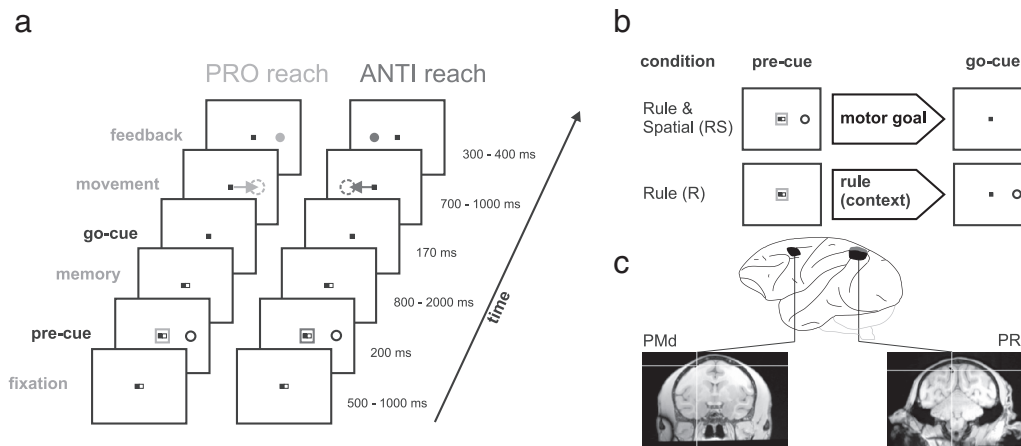 a
PRO reach ANTI reach
feedback
300 - 400 ms
movement
700 - 1000 ms
go-cue
170 ms
memory
800 - 2000 ms
pre-cue
200 ms
fixation
500 - 1000 ms
time
b
condition pre-cue go-cue
Rule &
Spatial (RS)
motor goal
Rule (R)
rule
(context)
c
PMd PR